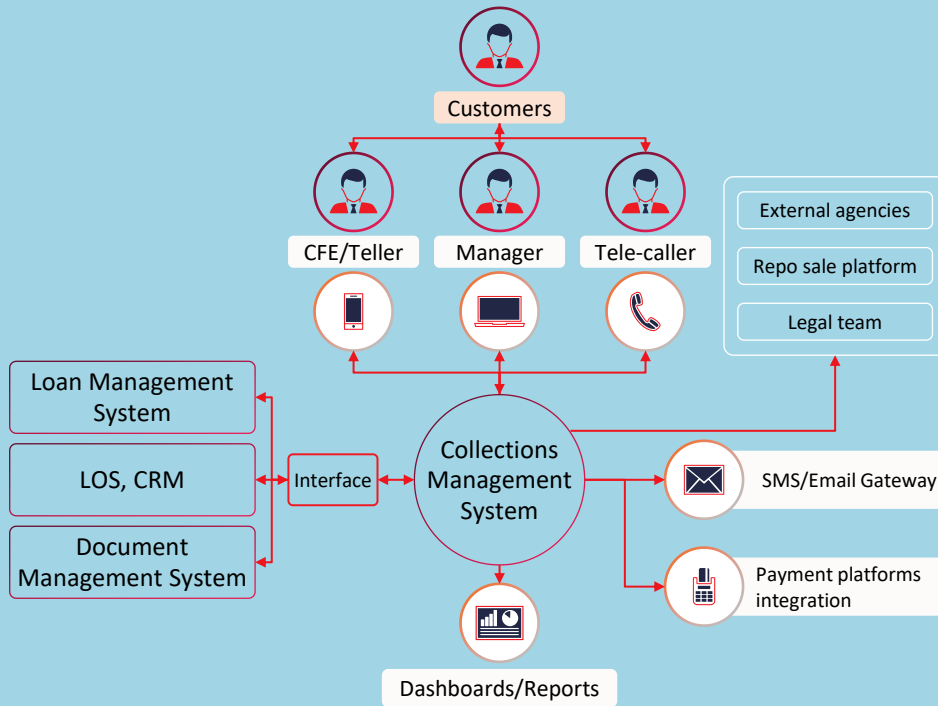 Customers
CFE/Teller
Manager
Tele-caller
External agencies
Repo sale platform
Legal team
Loan Management
System
LOS, CRM
Document
Management System
Interface
Collections
Management
System
SMS/Email Gateway
Payment platforms
integration
Dashboards/Reports